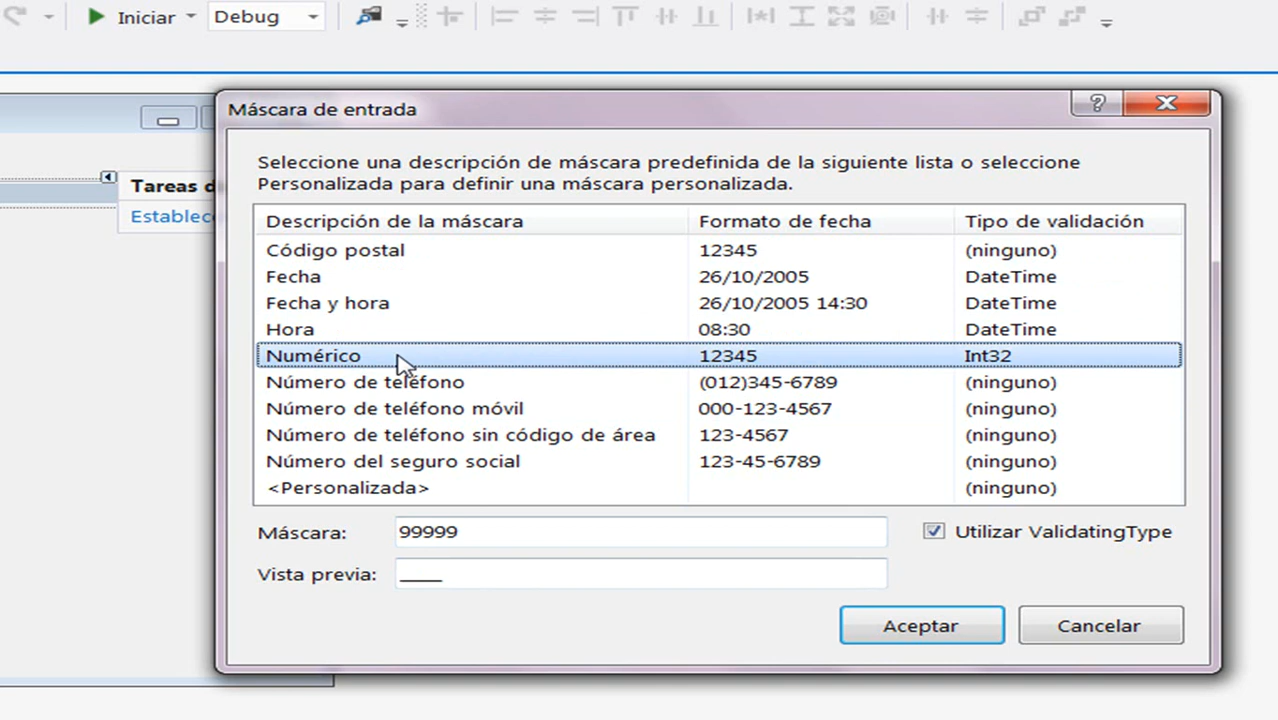 Iniciar Debug
Máscara de entrada
Seleccione una descripción de máscara predefinida de la siguiente lista o seleccione
Personalizada para definir una máscara personalizada.
Tareas d
Establec
Descripción de la máscara Formato de fecha Tipo de validación
Código postal 12345 (ninguno)
Fecha 26/10/2005 DateTime
Fecha y hora 26/10/2005 14:30 DateTime
Hora 08:30 DateTime
Numérico 12345 Int32
Número de teléfono (012)345-6789 (ninguno)
Número de teléfono móvil 000-123-4567 (ninguno)
Número de teléfono sin código de área 123-4567 (ninguno)
Número del seguro social 123-45-6789 (ninguno)
<Personalizada> (ninguno)
Máscara: 99999 Utilizar ValidatingType
Vista previa: _____
Aceptar Cancelar